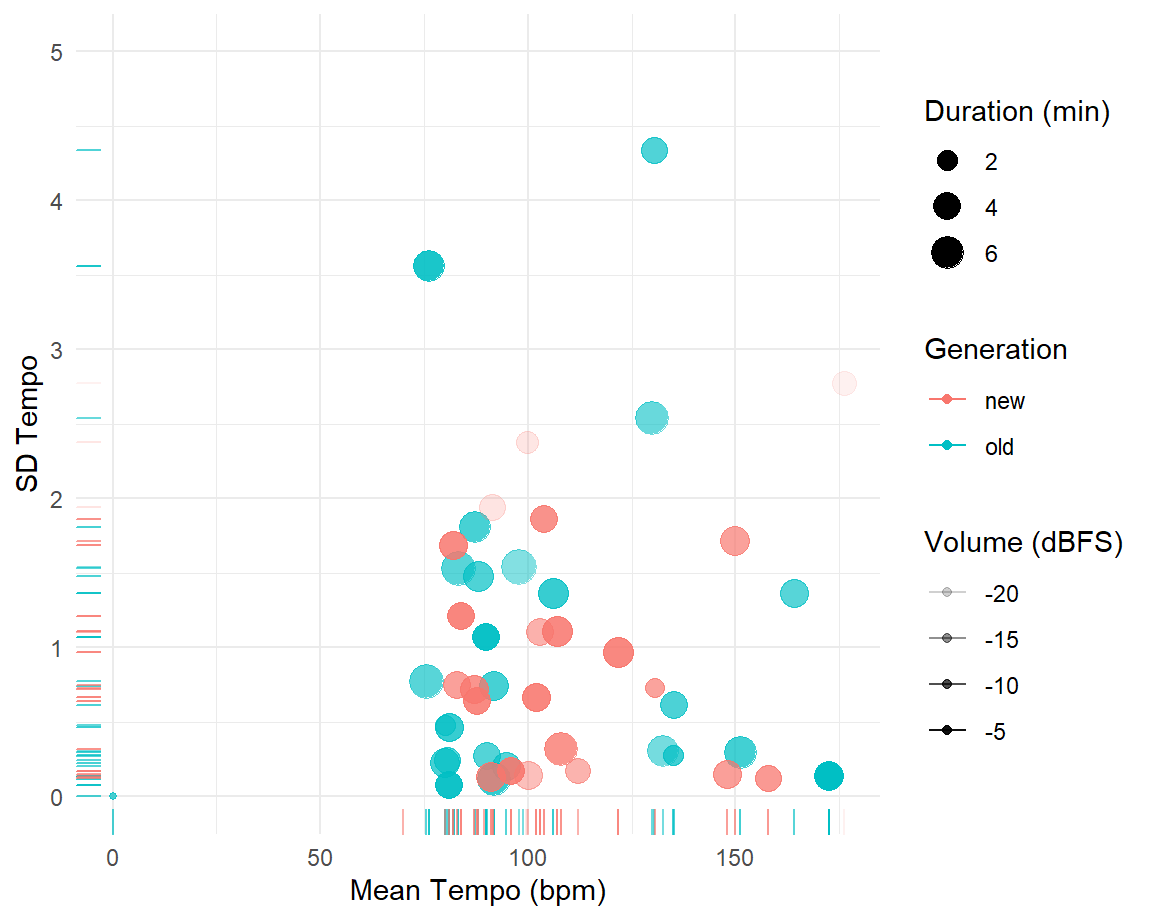 5
4
3
2
1
0
SD Tempo
0 50 100 150
Mean Tempo (bpm)
Duration (min)
2
4
6
Generation
new
old
Volume (dBFS)
-20
-15
-10
-5